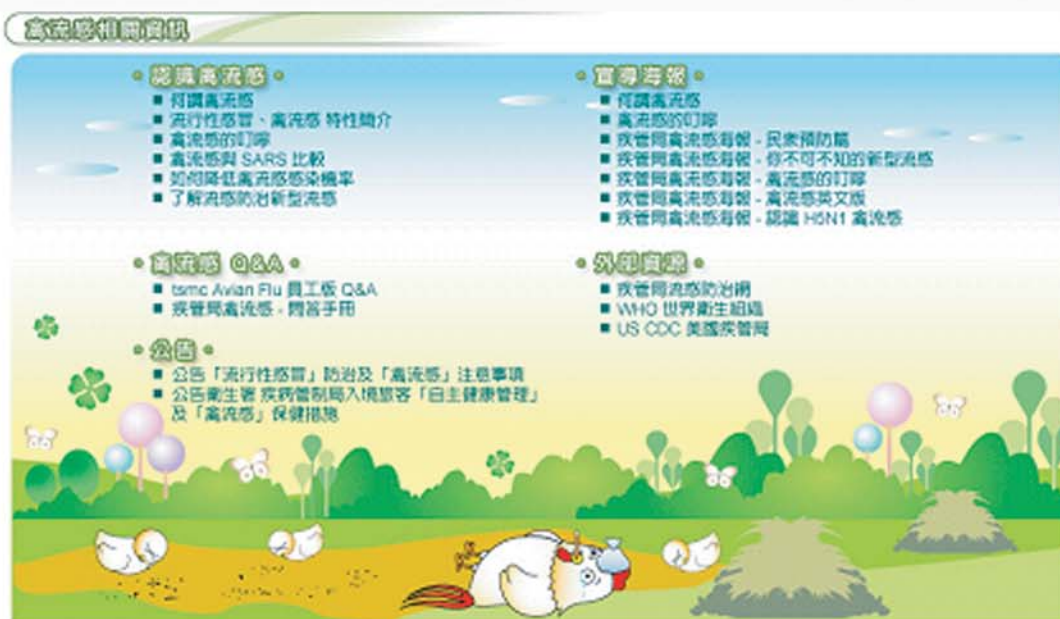 禽流感相關資訊
認識禽流感
何謂禽流感
流行性感冒、禽流感 特性簡介
禽流感的叮嚀
禽流感與 SARS 比較
如何降低禽流感感染機率
了解流感防治新型流感
禽流感 Q&A
tsmc Avian Flu 員工版 Q&A
疾管局禽流感 - 問答手冊
公告
公告「流行性感冒」防治及「禽流感」注意事項
公告衛生署 疾病管制局入境旅客「自主健康管理」
及「禽流感」保健措施
宣導海報
何謂禽流感
禽流感的叮嚀
疾管局禽流感海報 - 民眾預防篇
疾管局禽流感海報 - 你不可不知的新型流感
疾管局禽流感海報 - 禽流感的叮嚀
疾管局禽流感海報 - 禽流感英文版
疾管局禽流感海報 - 認識 H5N1 禽流感
外部資源
疾管局流感防治網
WHO 世界衛生組織
US CDC 美國疾管局